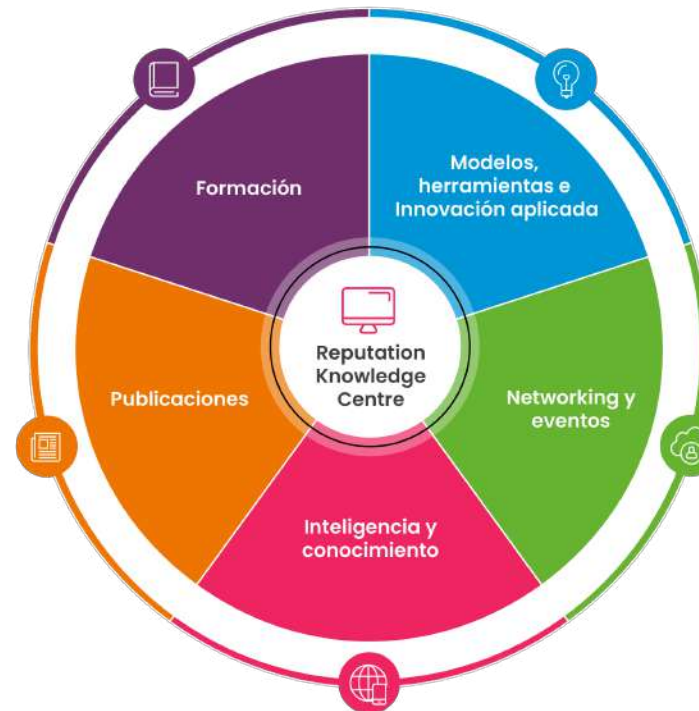 Formación
Modelos,
herramientas e
Innovación aplicada
Reputation
Knowledge
Centre
Publicaciones
Networking y
eventos
Inteligencia y
conocimiento